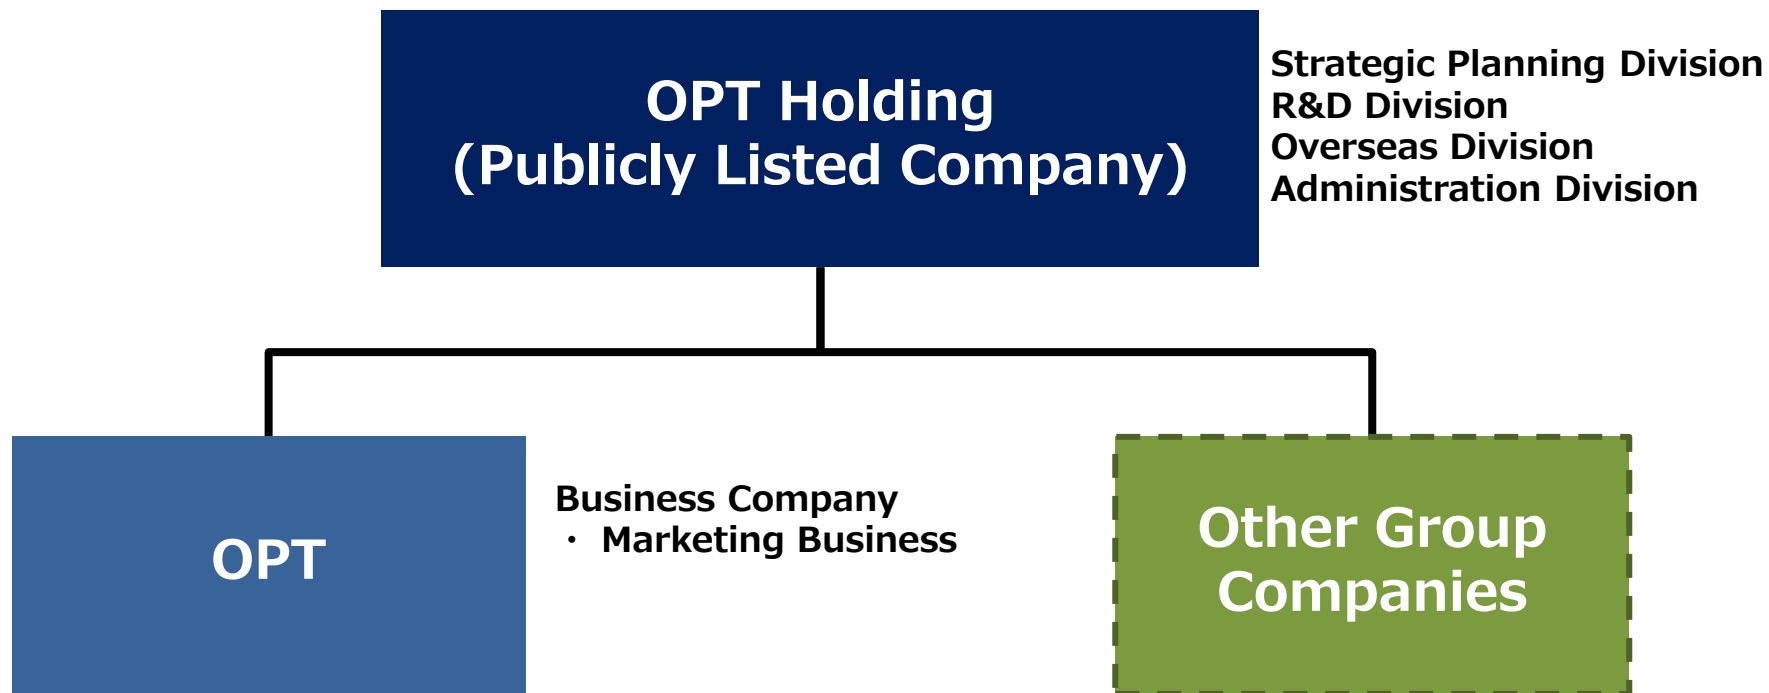 OPT Holding
(Publicly Listed Company)
Strategic Planning Division
R&D Division
Overseas Division
Administration Division
OPT
Business Company
・ Marketing Business
Other Group
Companies